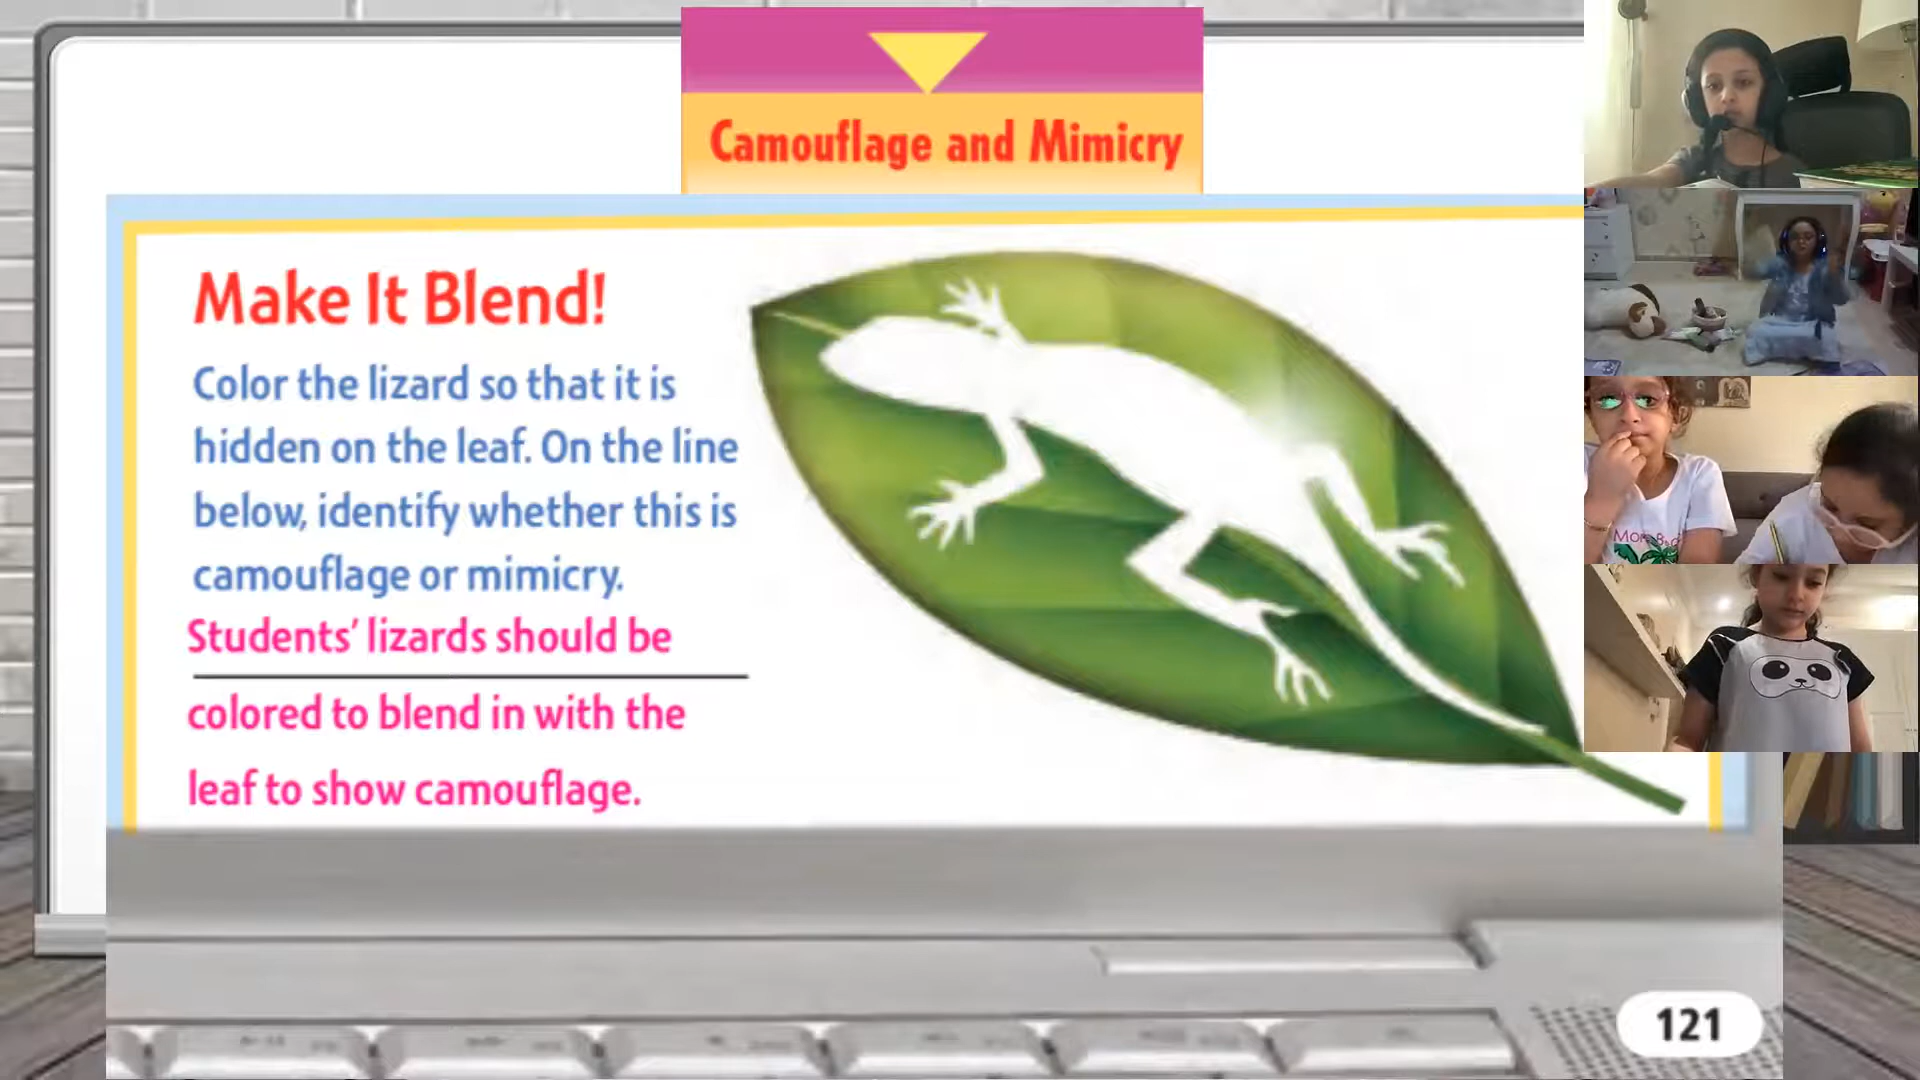 Camouflage and Mimicry
Make It Blend!
Color the lizard so that it is
hidden on the leaf. On the line
below, identify whether this is
camouflage or mimicry.
Students’ lizards should be
colored to blend in with the
leaf to show camouflage.
121